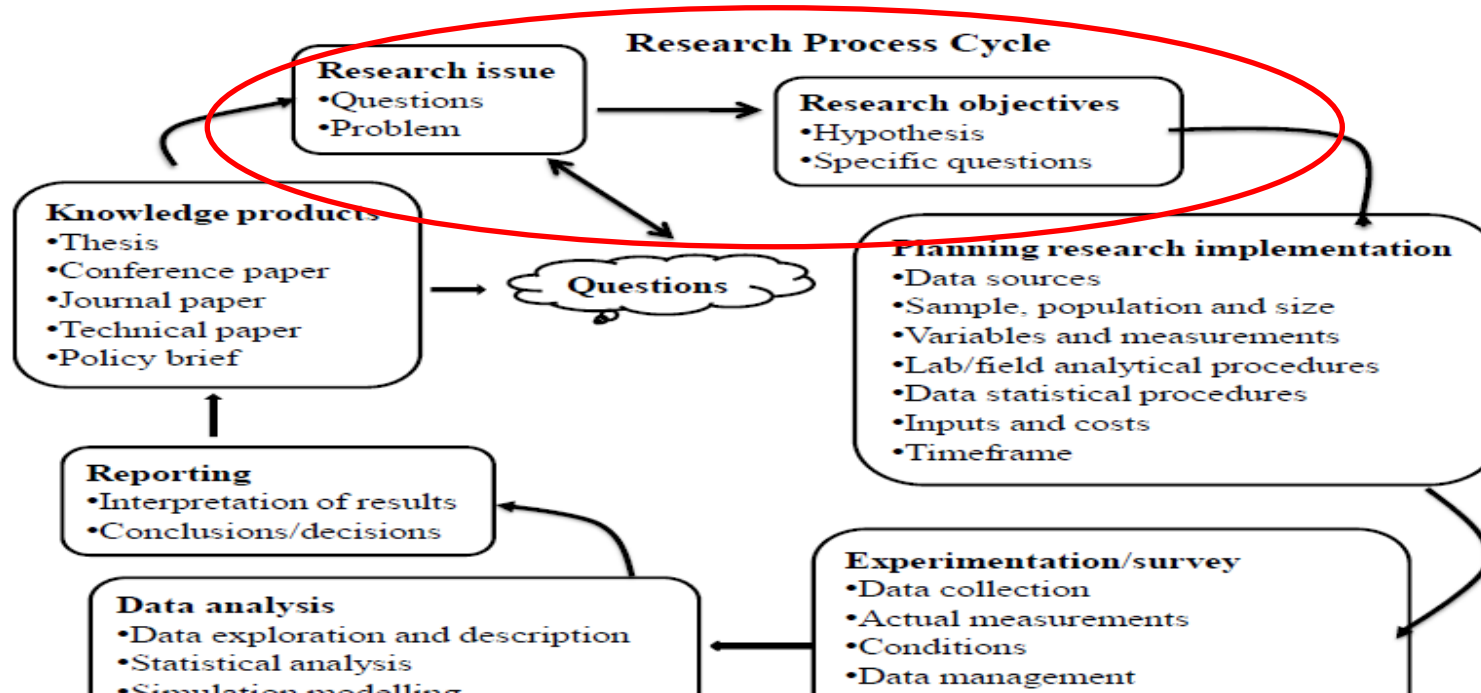 Research Process Cycle
Research issue
•Questions
•Problem
Research objectives
•Hypothesis
•Specific questions
Knowledge products
•Thesis
•Conference paper
•Journal paper
•Technical paper
•Policy brief
Questions
Planning research implementation
•Data sources
•Sample, population and size
•Variables and measurements
•Lab/field analytical procedures
•Data statistical procedures
•Inputs and costs
•Timeframe
Reporting
•Interpretation of results
•Conclusions/decisions
Experimentation/survey
•Data collection
•Actual measurements
•Conditions
•Data management
Data analysis
•Data exploration and description
•Statistical analysis
•Simulation modelling